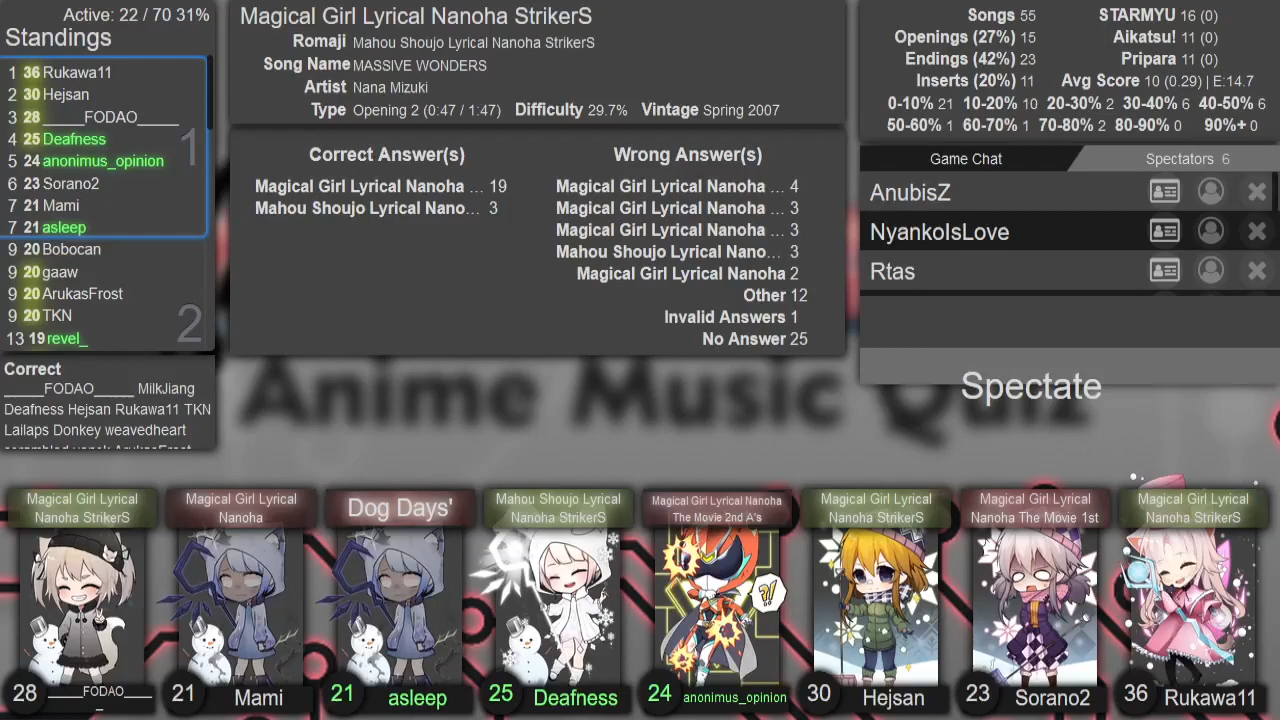 Active: 22 / 70 31%
Standings
1 36 Rukawa11
2 30 Hejsan
3 28 _____FODAO_____
4 25 Deafness
5 24 anonimus_opinion
6 23 Sorano2
7 21 Mami
7 21 asleep
1
9 20 Bobocan
9 20 gaaw
9 20 ArukasFrost
9 20 TKN
13 19 revel_
2
Correct
_____FODAO_____ MilkJiang
Deafness Hejsan Rukawa11 TKN
Lailaps Donkey weavedheart
Magical Girl Lyrical Nanoha StrikerS
Romaji Mahou Shoujo Lyrical Nanoha StrikerS
Song Name MASSIVE WONDERS
Artist Nana Mizuki
Type Opening 2 (0:47 / 1:47) Difficulty 29.7% Vintage Spring 2007
Correct Answer(s)
Magical Girl Lyrical Nanoha ... 19
Mahou Shoujo Lyrical Nano... 3
Wrong Answer(s)
Magical Girl Lyrical Nanoha ... 4
Magical Girl Lyrical Nanoha ... 3
Magical Girl Lyrical Nanoha ... 3
Mahou Shoujo Lyrical Nano... 3
Magical Girl Lyrical Nanoha 2
Other 12
Invalid Answers 1
No Answer 25
Songs 55 STARMYU 16 (0)
Openings (27%) 15 Aikatsu! 11 (0)
Endings (42%) 23 Pripara 11 (0)
Inserts (20%) 11 Avg Score 10 (0.29) | E:14.7
0-10% 21 10-20% 10 20-30% 2 30-40% 6 40-50% 6
50-60% 1 60-70% 1 70-80% 2 80-90% 0 90%+ 0
Game Chat Spectators 6
AnubisZ
NyankoIsLove
Rtas
Spectate
Anime Music Quiz
Magical Girl Lyrical
Nanoha StrikerS
Magical Girl Lyrical
Nanoha
Dog Days'
Mahou Shoujo Lyrical
Nanoha StrikerS
Magical Girl Lyrical Nanoha
The Movie 2nd A's
Magical Girl Lyrical
Nanoha StrikerS
Magical Girl Lyrical
Nanoha The Movie 1st
Magical Girl Lyrical
Nanoha StrikerS
?!
28 _____FODAO_____
21 Mami
21 asleep
25 Deafness
24 anonimus_opinion
30 Hejsan
23 Sorano2
36 Rukawa11